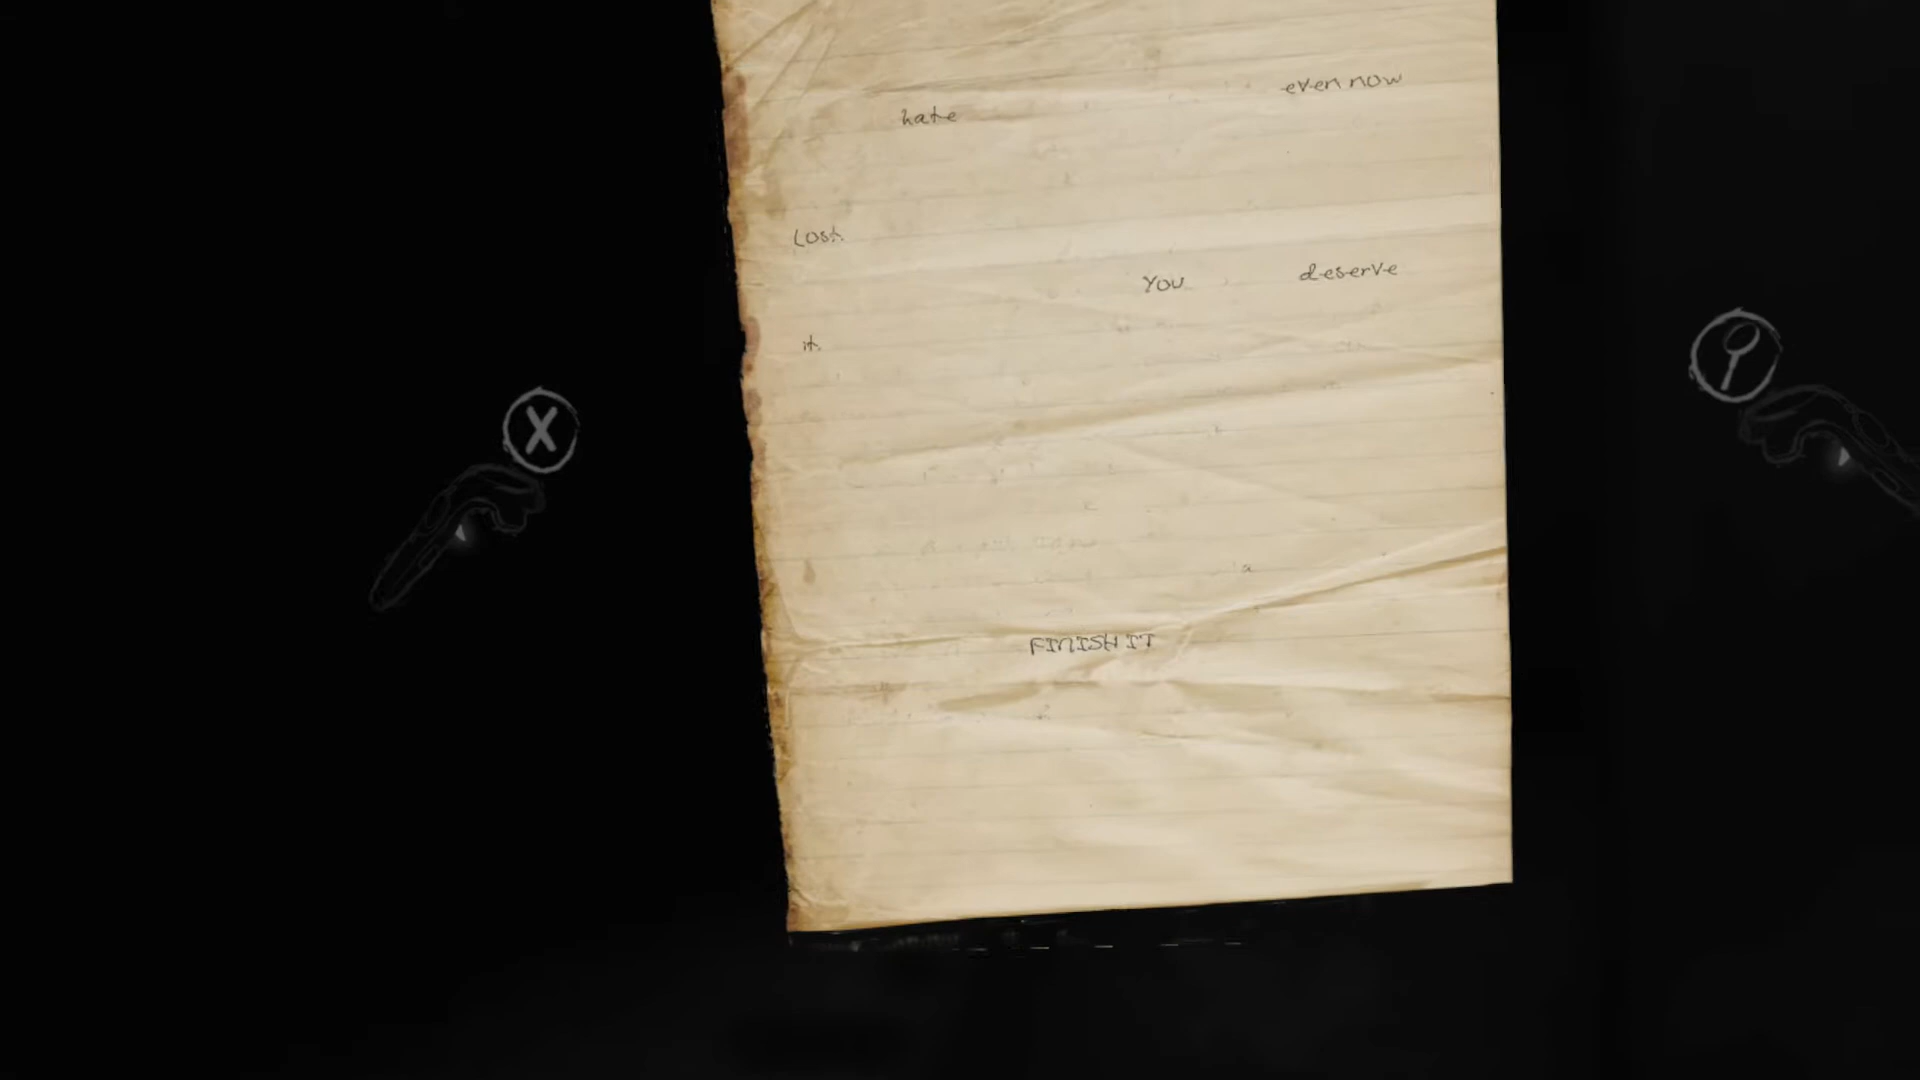 hate even now
Lost.
You deserve
it.
FINISH IT
X